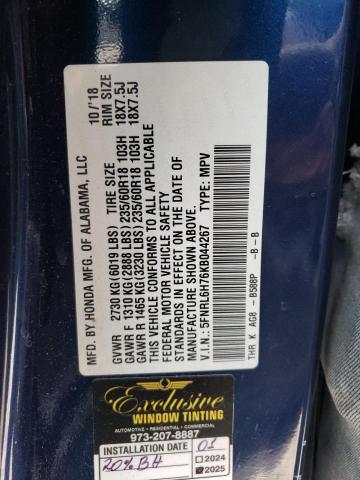 MFD. BY HONDA MFG. OF ALABAMA, LLC 10/'18
TIRE SIZE RIM SIZE
GVWR 2730 KG(6019 LBS)
GAWR F 1310 KG(2888 LBS) 235/60R18 103H 18X7.5J
GAWR R 1465 KG(3230 LBS) 235/60R18 103H 18X7.5J
THIS VEHICLE CONFORMS TO ALL APPLICABLE
FEDERAL MOTOR VEHICLE SAFETY
STANDARDS IN EFFECT ON THE DATE OF
MANUFACTURE SHOWN ABOVE.
V.I.N.: 5FNRL6H76KB044267 TYPE: MPV
THR K AG8 -B588P -B -B
Exclusive
WINDOW TINTING
AUTOMOTIVE • RESIDENTIAL • COMMERCIAL
973-207-8887
INSTALLATION DATE
20% BH
2024
2025